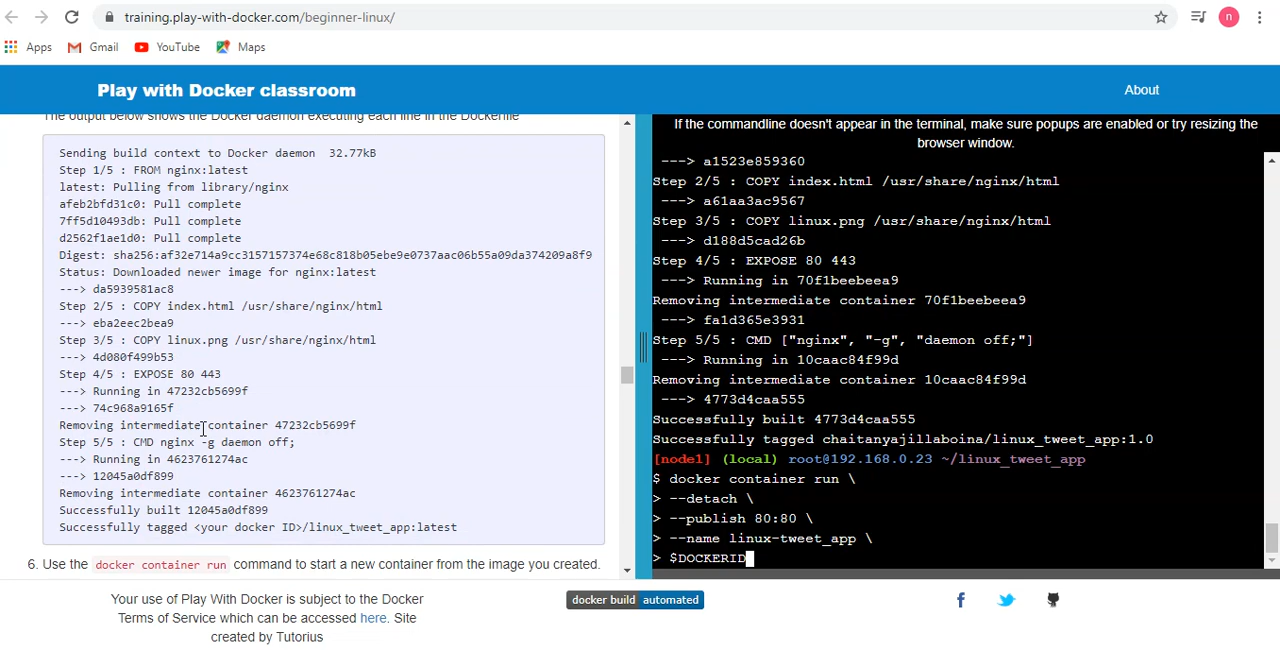 training.play-with-docker.com/beginner-linux/
n
Apps
Gmail
YouTube
Maps
Play with Docker classroom
About
The output below shows the Docker daemon executing each line in the Dockerfile
Sending build context to Docker daemon 32.77kB
Step 1/5 : FROM nginx:latest
latest: Pulling from library/nginx
afeb2bfd31c0: Pull complete
7ff5d10493db: Pull complete
d2562f1ae1d0: Pull complete
Digest: sha256:af32e714a9cc3157157374e68c818b05ebe9e0737aac06b55a09da374209a8f9
Status: Downloaded newer image for nginx:latest
---> da5939581ac8
Step 2/5 : COPY index.html /usr/share/nginx/html
---> eba2eec2bea9
Step 3/5 : COPY linux.png /usr/share/nginx/html
---> 4d080f499b53
Step 4/5 : EXPOSE 80 443
---> Running in 47232cb5699f
---> 74c968a9165f
Removing intermediate container 47232cb5699f
Step 5/5 : CMD nginx -g daemon off;
---> Running in 4623761274ac
---> 12045a0df899
Removing intermediate container 4623761274ac
Successfully built 12045a0df899
Successfully tagged <your docker ID>/linux_tweet_app:latest
6. Use the docker container run command to start a new container from the image you created.
If the commandline doesn't appear in the terminal, make sure popups are enabled or try resizing the
browser window.
---> a1523e859360
Step 2/5 : COPY index.html /usr/share/nginx/html
---> a61aa3ac9567
Step 3/5 : COPY linux.png /usr/share/nginx/html
---> d188d5cad26b
Step 4/5 : EXPOSE 80 443
---> Running in 70f1beebeea9
Removing intermediate container 70f1beebeea9
---> fa1d365e3931
Step 5/5 : CMD ["nginx", "-g", "daemon off;"]
---> Running in 10caac84f99d
Removing intermediate container 10caac84f99d
---> 4773d4caa555
Successfully built 4773d4caa555
Successfully tagged chaitanyajillaboina/linux_tweet_app:1.0
[node1] (local) root@192.168.0.23 ~/linux_tweet_app
$ docker container run \
> --detach \
> --publish 80:80 \
> --name linux-tweet_app \
> $DOCKERID
Your use of Play With Docker is subject to the Docker
Terms of Service which can be accessed here. Site
created by Tutorius
docker build automated